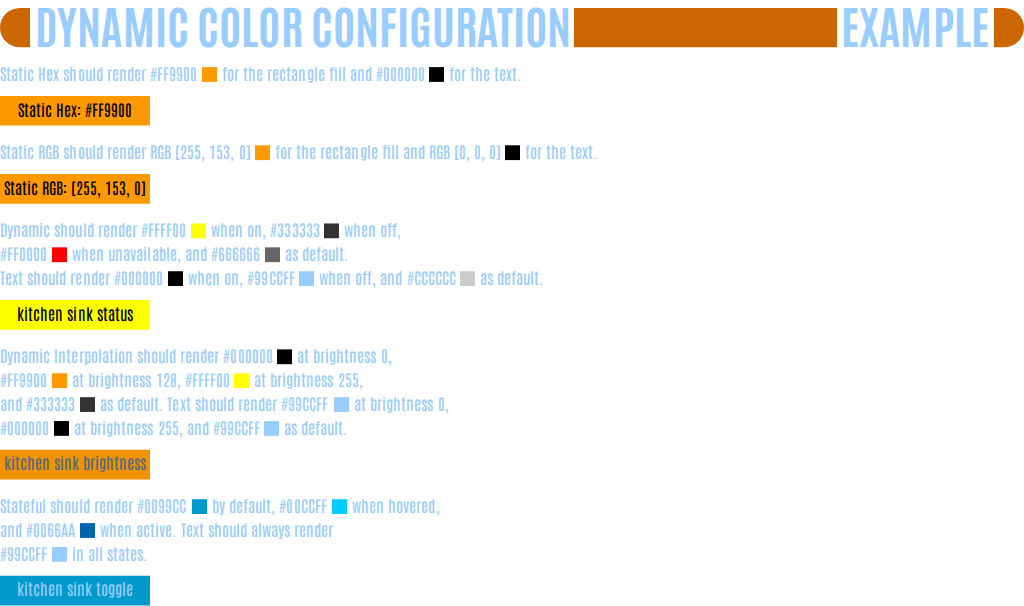 DYNAMIC COLOR CONFIGURATION EXAMPLE
Static Hex should render #FF9900 for the rectangle fill and #000000 for the text.
Static Hex: #FF9900
Static RGB should render RGB [255, 153, 0] for the rectangle fill and RGB [0, 0, 0] for the text.
Static RGB: [255, 153, 0]
Dynamic should render #FFFF00 when on, #333333 when off,
#FF0000 when unavailable, and #666666 as default.
Text should render #000000 when on, #99CCFF when off, and #CCCCCC as default.
kitchen sink status
Dynamic Interpolation should render #000000 at brightness 0,
#FF9900 at brightness 128, #FFFF00 at brightness 255,
and #333333 as default. Text should render #99CCFF at brightness 0,
#000000 at brightness 255, and #99CCFF as default.
kitchen sink brightness
Stateful should render #0099CC by default, #00CCFF when hovered,
and #0066AA when active. Text should always render
#99CCFF in all states.
kitchen sink toggle